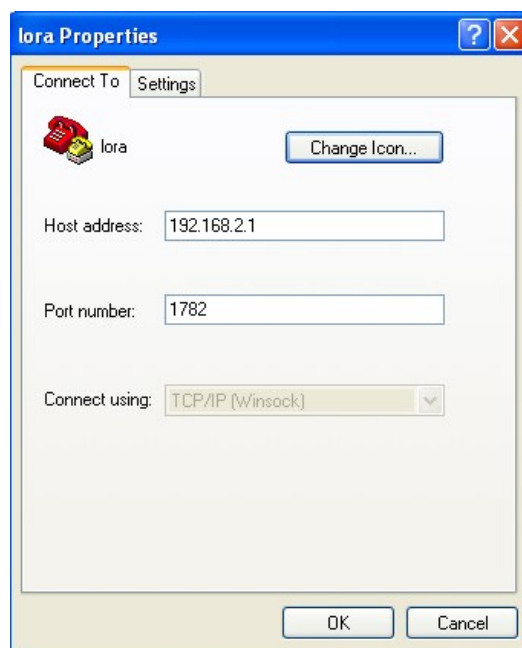 lora Properties
Connect To Settings
lora
Change Icon...
Host address: 192.168.2.1
Port number: 1782
Connect using: TCP/IP (Winsock)
OK Cancel